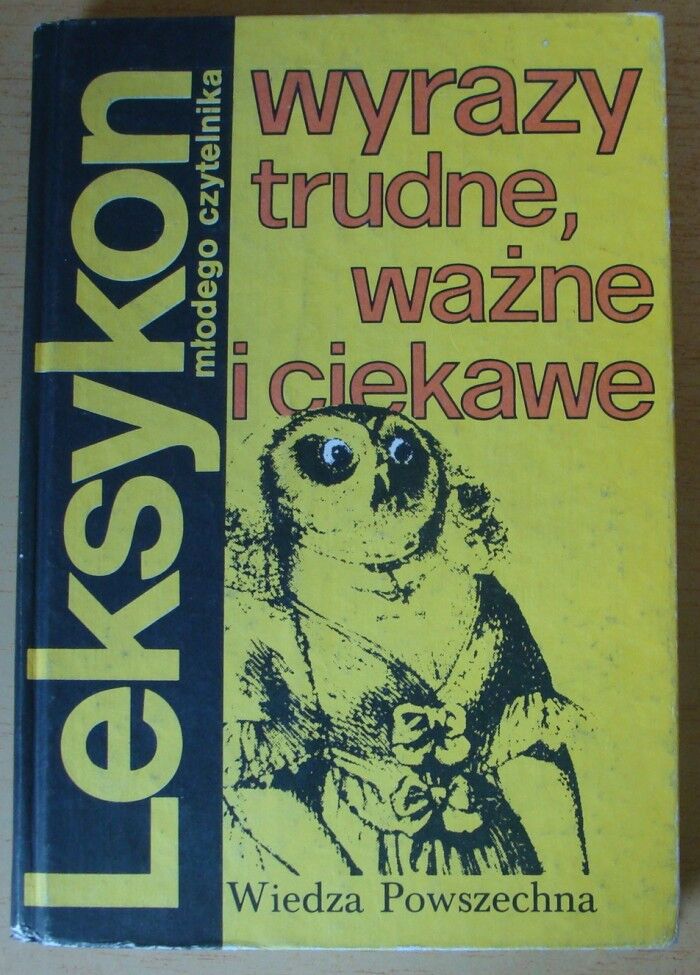 Leksykon
młodego czytelnika
wyrazy
trudne,
ważne
i ciekawe
Wiedza Powszechna